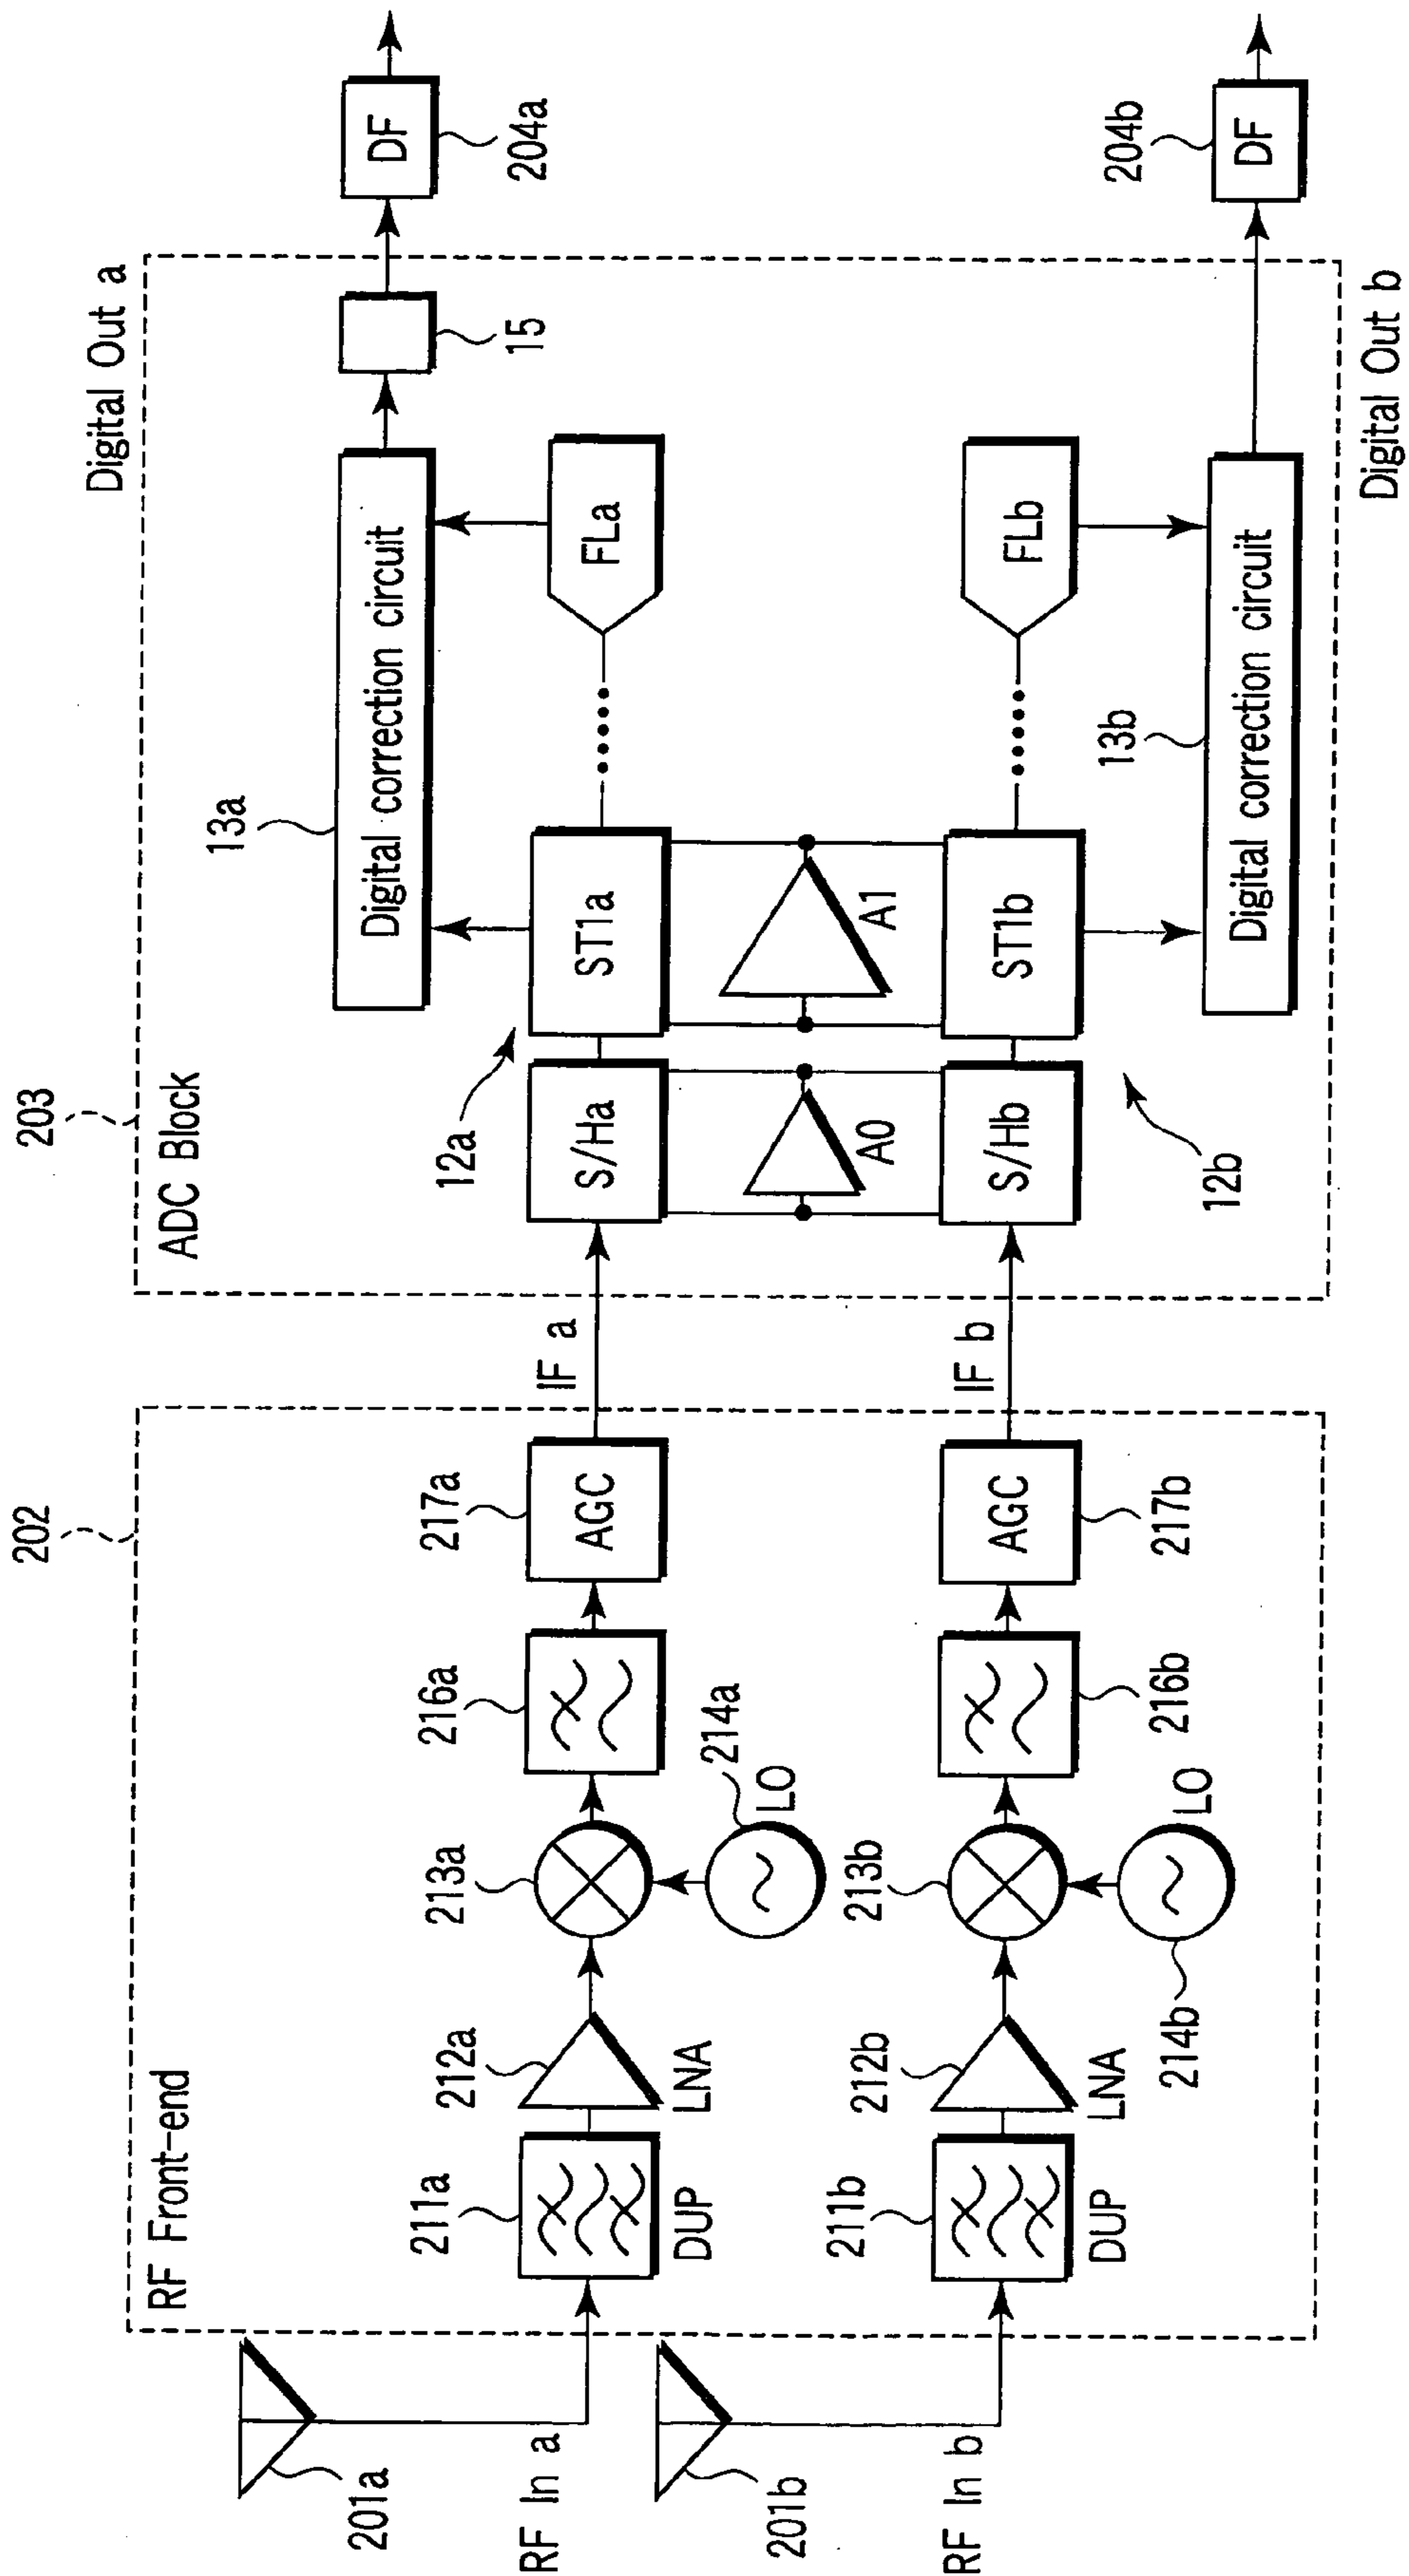 203
ADC Block
Digital Out a
13a
Digital correction circuit
15
DF
204a
12a
S/Ha
ST1a
FLa
A0
A1
S/Hb
ST1b
FLb
12b
13b
Digital correction circuit
204b
DF
Digital Out b
202
RF Front-end
201a
RF In a
211a
DUP
212a
LNA
213a
214a
LO
216a
217a
AGC
IF a
201b
RF In b
211b
DUP
212b
LNA
213b
214b
LO
216b
217b
AGC
IF b